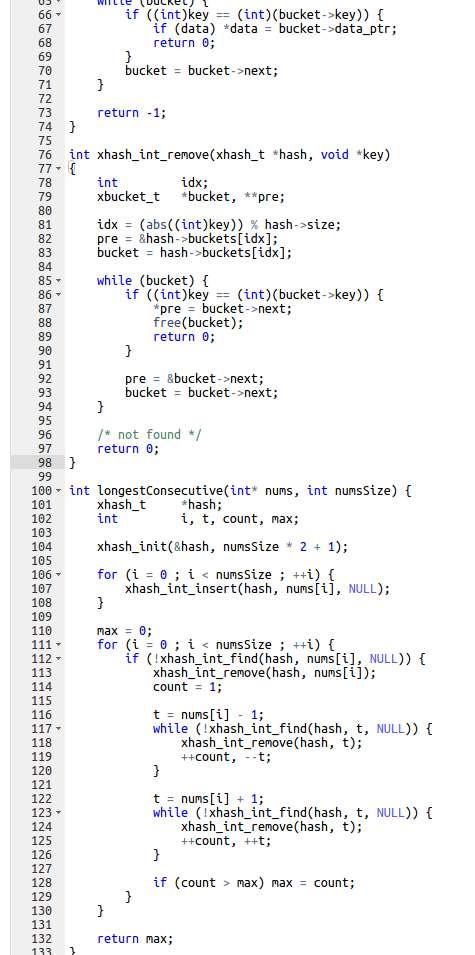 65 while (bucket) {
66 if ((int)key == (int)(bucket->key)) {
67 if (data) *data = bucket->data_ptr;
68 return 0;
69 }
70 bucket = bucket->next;
71 }
72
73 return -1;
74 }
75
76 int xhash_int_remove(xhash_t *hash, void *key)
77 {
78 int idx;
79 xbucket_t *bucket, **pre;
80
81 idx = (abs((int)key)) % hash->size;
82 pre = &hash->buckets[idx];
83 bucket = hash->buckets[idx];
84
85 while (bucket) {
86 if ((int)key == (int)(bucket->key)) {
87 *pre = bucket->next;
88 free(bucket);
89 return 0;
90 }
91
92 pre = &bucket->next;
93 bucket = bucket->next;
94 }
95
96 /* not found */
97 return 0;
98 }
99
100 int longestConsecutive(int* nums, int numsSize) {
101 xhash_t *hash;
102 int i, t, count, max;
103
104 xhash_init(&hash, numsSize * 2 + 1);
105
106 for (i = 0 ; i < numsSize ; ++i) {
107 xhash_int_insert(hash, nums[i], NULL);
108 }
109
110 max = 0;
111 for (i = 0 ; i < numsSize ; ++i) {
112 if (!xhash_int_find(hash, nums[i], NULL)) {
113 xhash_int_remove(hash, nums[i]);
114 count = 1;
115
116 t = nums[i] - 1;
117 while (!xhash_int_find(hash, t, NULL)) {
118 xhash_int_remove(hash, t);
119 ++count, --t;
120 }
121
122 t = nums[i] + 1;
123 while (!xhash_int_find(hash, t, NULL)) {
124 xhash_int_remove(hash, t);
125 ++count, ++t;
126 }
127
128 if (count > max) max = count;
129 }
130 }
131
132 return max;
133 }